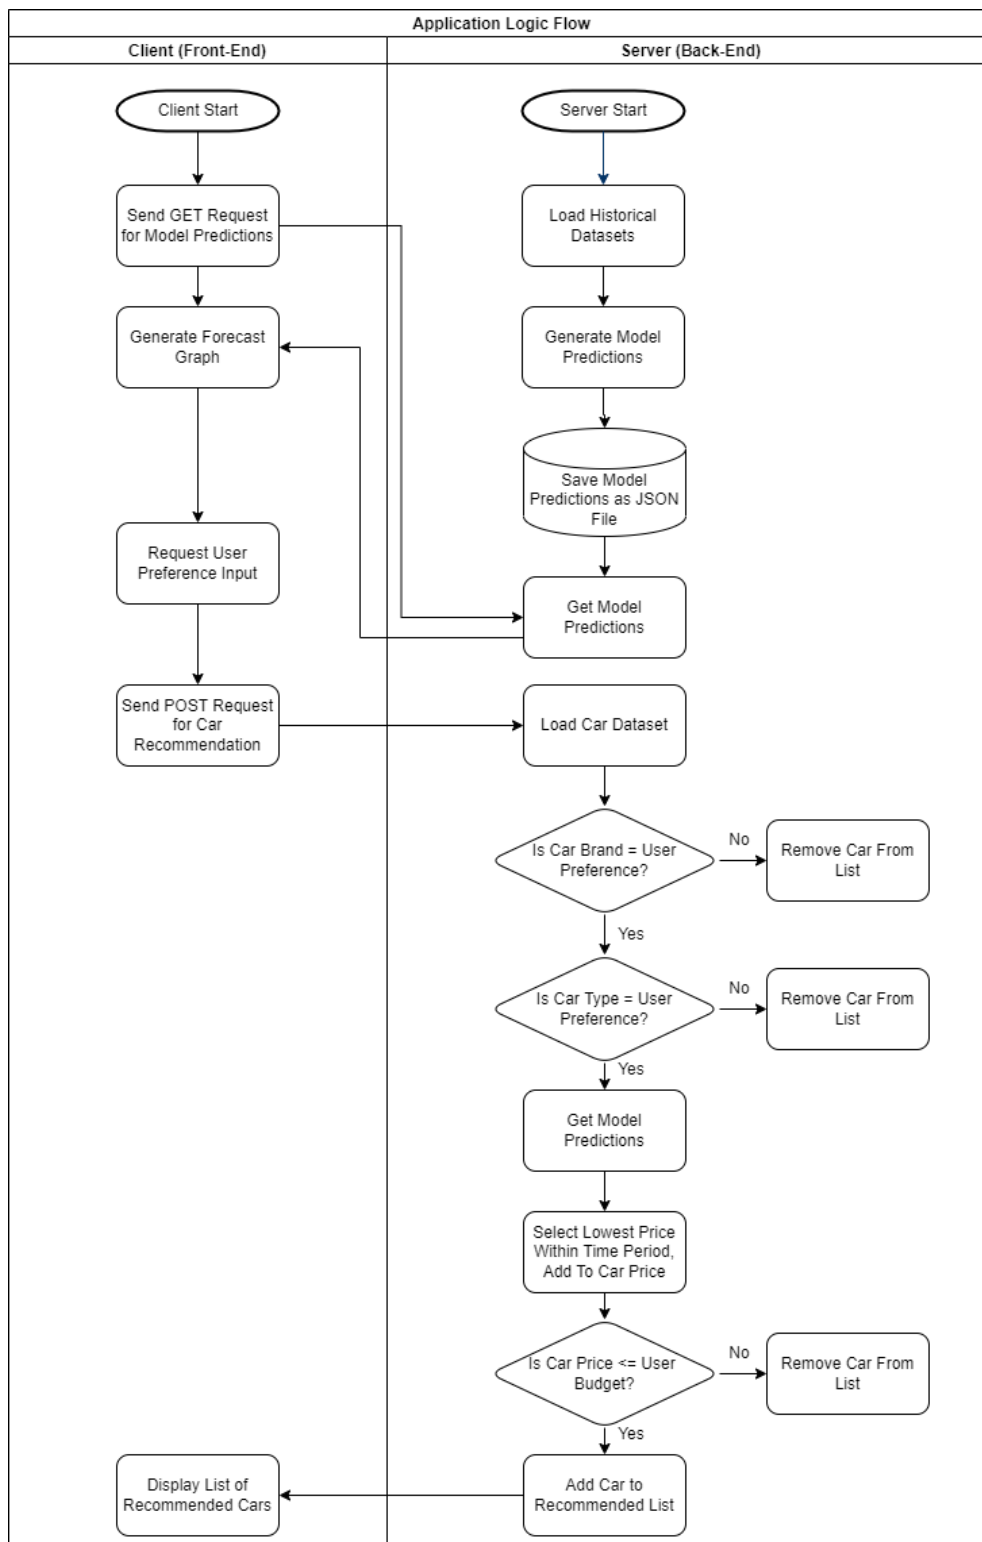 Application Logic Flow
Client (Front-End)
Server (Back-End)
Client Start
Server Start
Send GET Request
for Model Predictions
Load Historical
Datasets
Generate Forecast
Graph
Generate Model
Predictions
Save Model
Predictions as JSON
File
Request User
Preference Input
Get Model
Predictions
Send POST Request
for Car
Recommendation
Load Car Dataset
Is Car Brand = User
Preference?
No
Remove Car From
List
Yes
Is Car Type = User
Preference?
No
Remove Car From
List
Yes
Get Model
Predictions
Select Lowest Price
Within Time Period,
Add To Car Price
Is Car Price <= User
Budget?
No
Remove Car From
List
Yes
Display List of
Recommended Cars
Add Car to
Recommended List